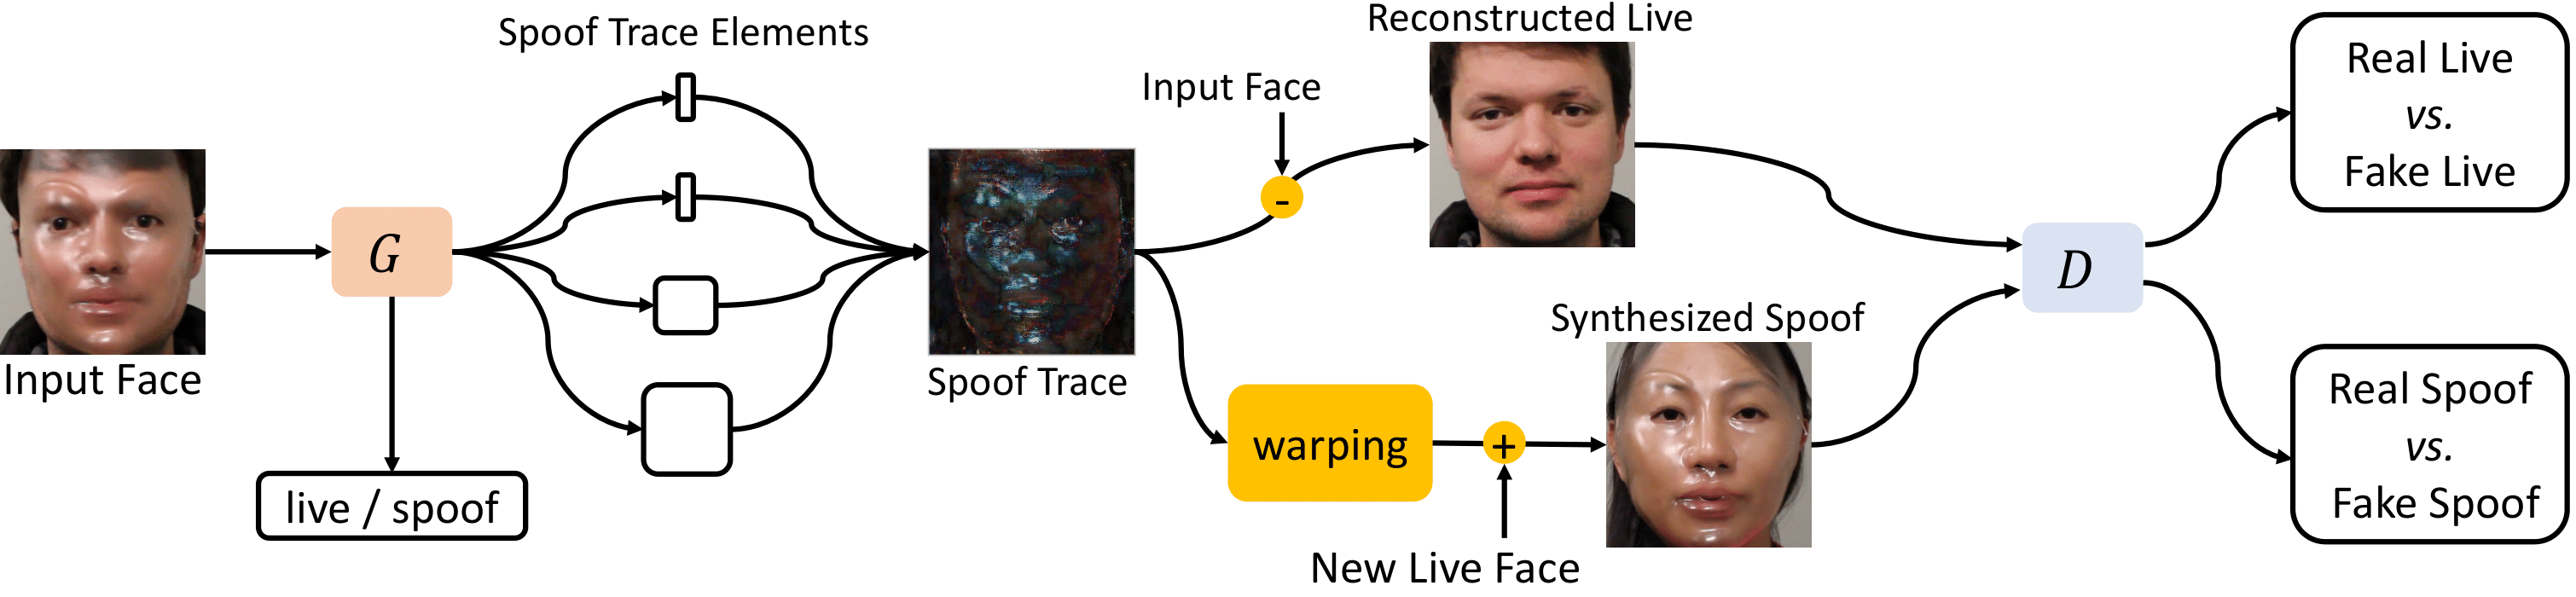 Spoof Trace Elements
Input Face
G
live / spoof
Spoof Trace
Input Face
-
Reconstructed Live
warping
+
New Live Face
Synthesized Spoof
D
Real Live
vs.
Fake Live
Real Spoof
vs.
Fake Spoof